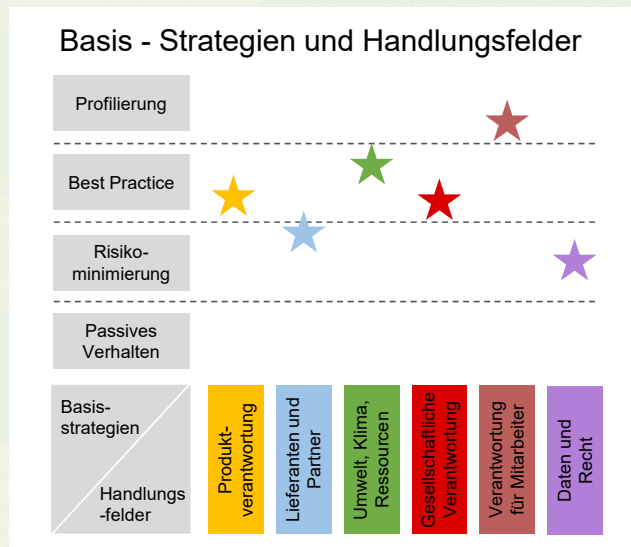 Basis - Strategien und Handlungsfelder
Profilierung
Best Practice
Risiko-
minimierung
Passives
Verhalten
Basis-
strategien
Handlungs
-felder
Produkt-
verantwortung
Lieferanten und
Partner
Umwelt, Klima,
Ressourcen
Gesellschaftliche
Verantwortung
Verantwortung
für Mitarbeiter
Daten und
Recht